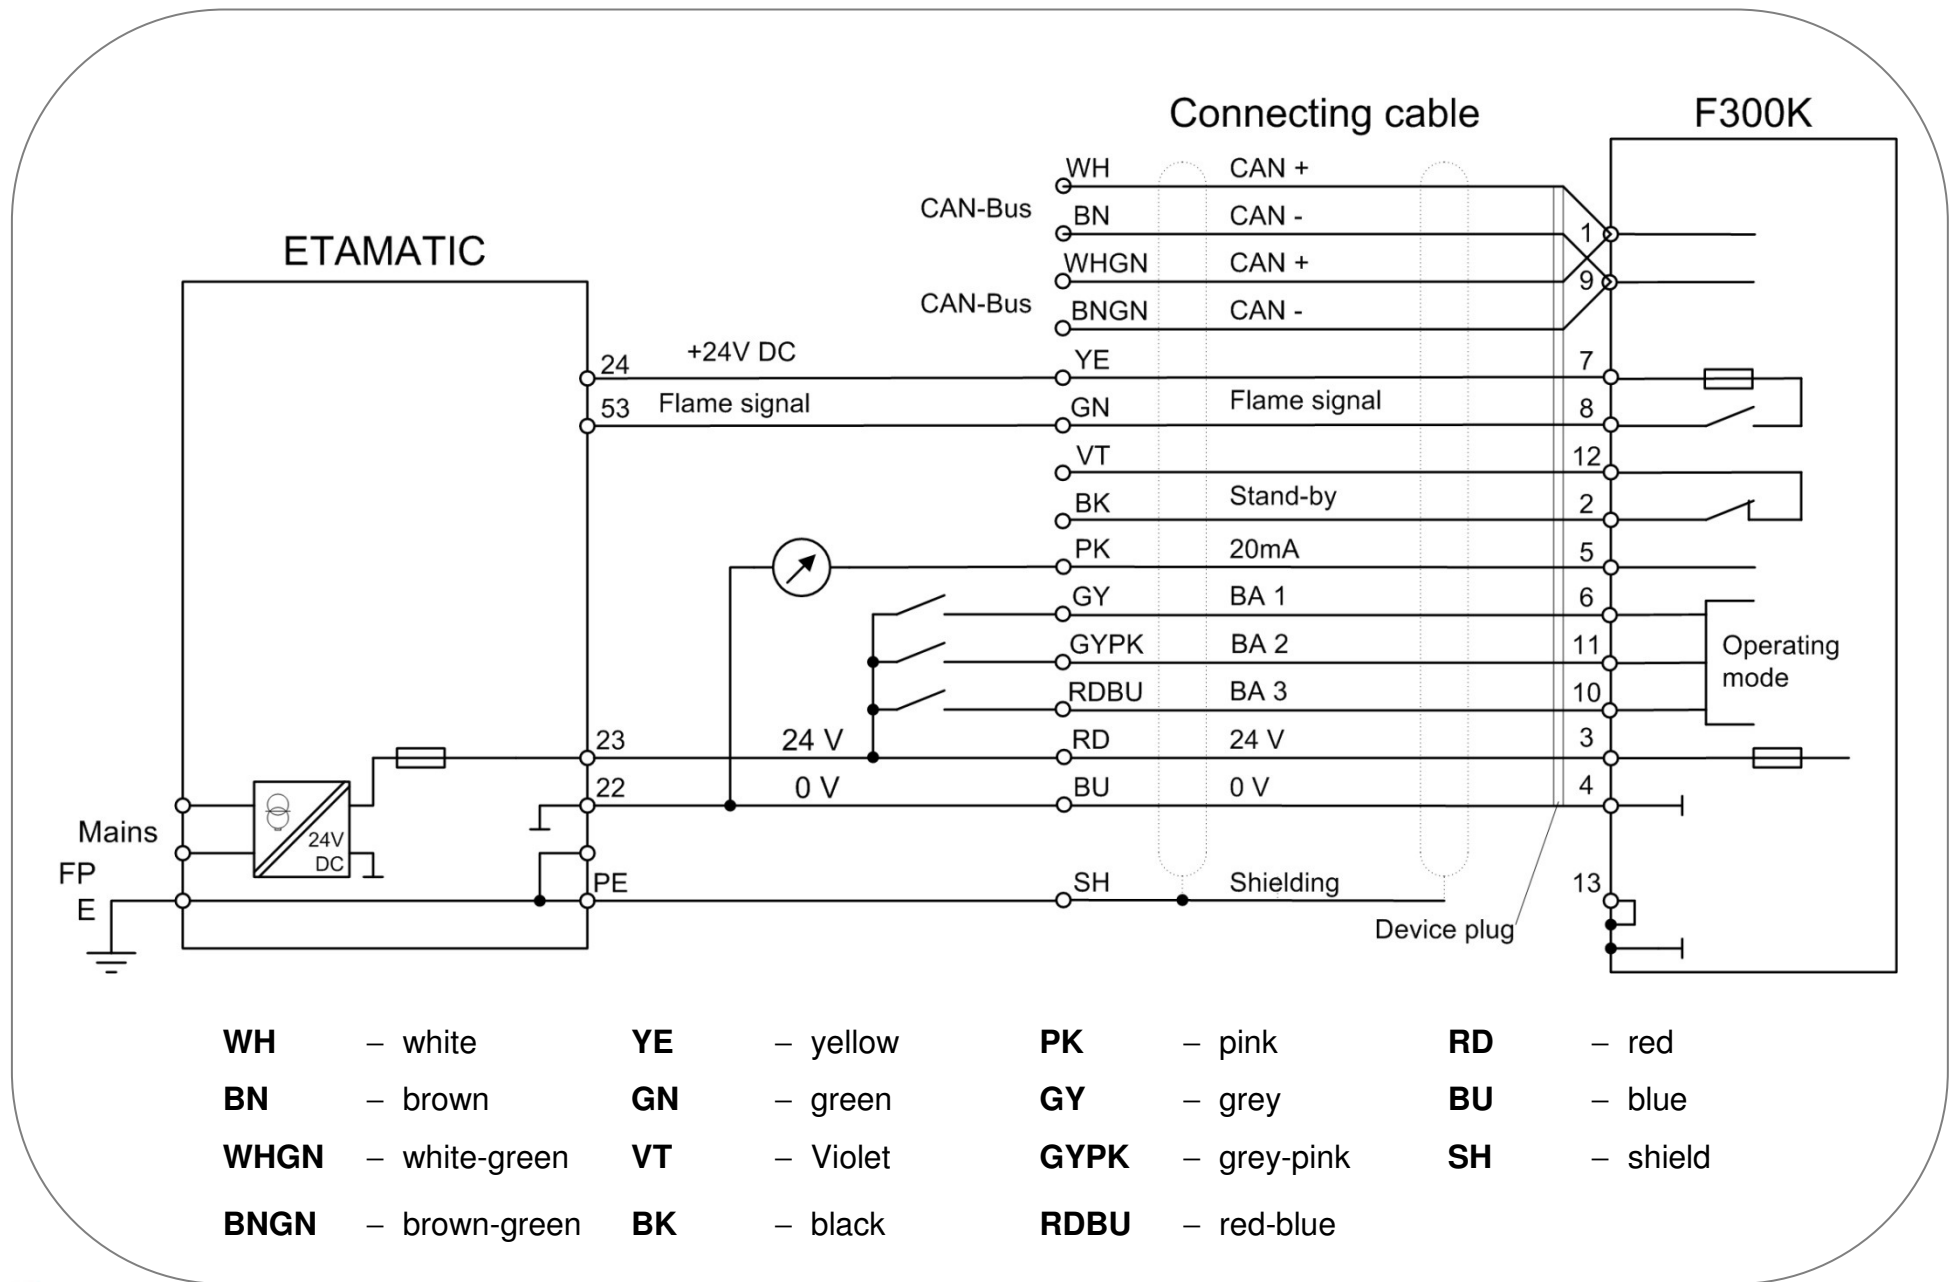 Connecting cable
F300K
ETAMATIC
WH CAN +
CAN-Bus
BN CAN - 1
WHGN CAN + 9
CAN-Bus
BNGN CAN -
24 +24V DC YE 7
53 Flame signal GN Flame signal 8
VT 12
BK Stand-by 2
PK 20mA 5
GY BA 1 6
GYPK BA 2 11
Operating
mode
RDBU BA 3 10
23 24 V RD 24 V 3
22 0 V BU 0 V 4
Mains
24V
DC
FP
E
PE SH Shielding 13
Device plug
WH – white YE – yellow PK – pink RD – red
BN – brown GN – green GY – grey BU – blue
WHGN – white-green VT – Violet GYPK – grey-pink SH – shield
BNGN – brown-green BK – black RDBU – red-blue